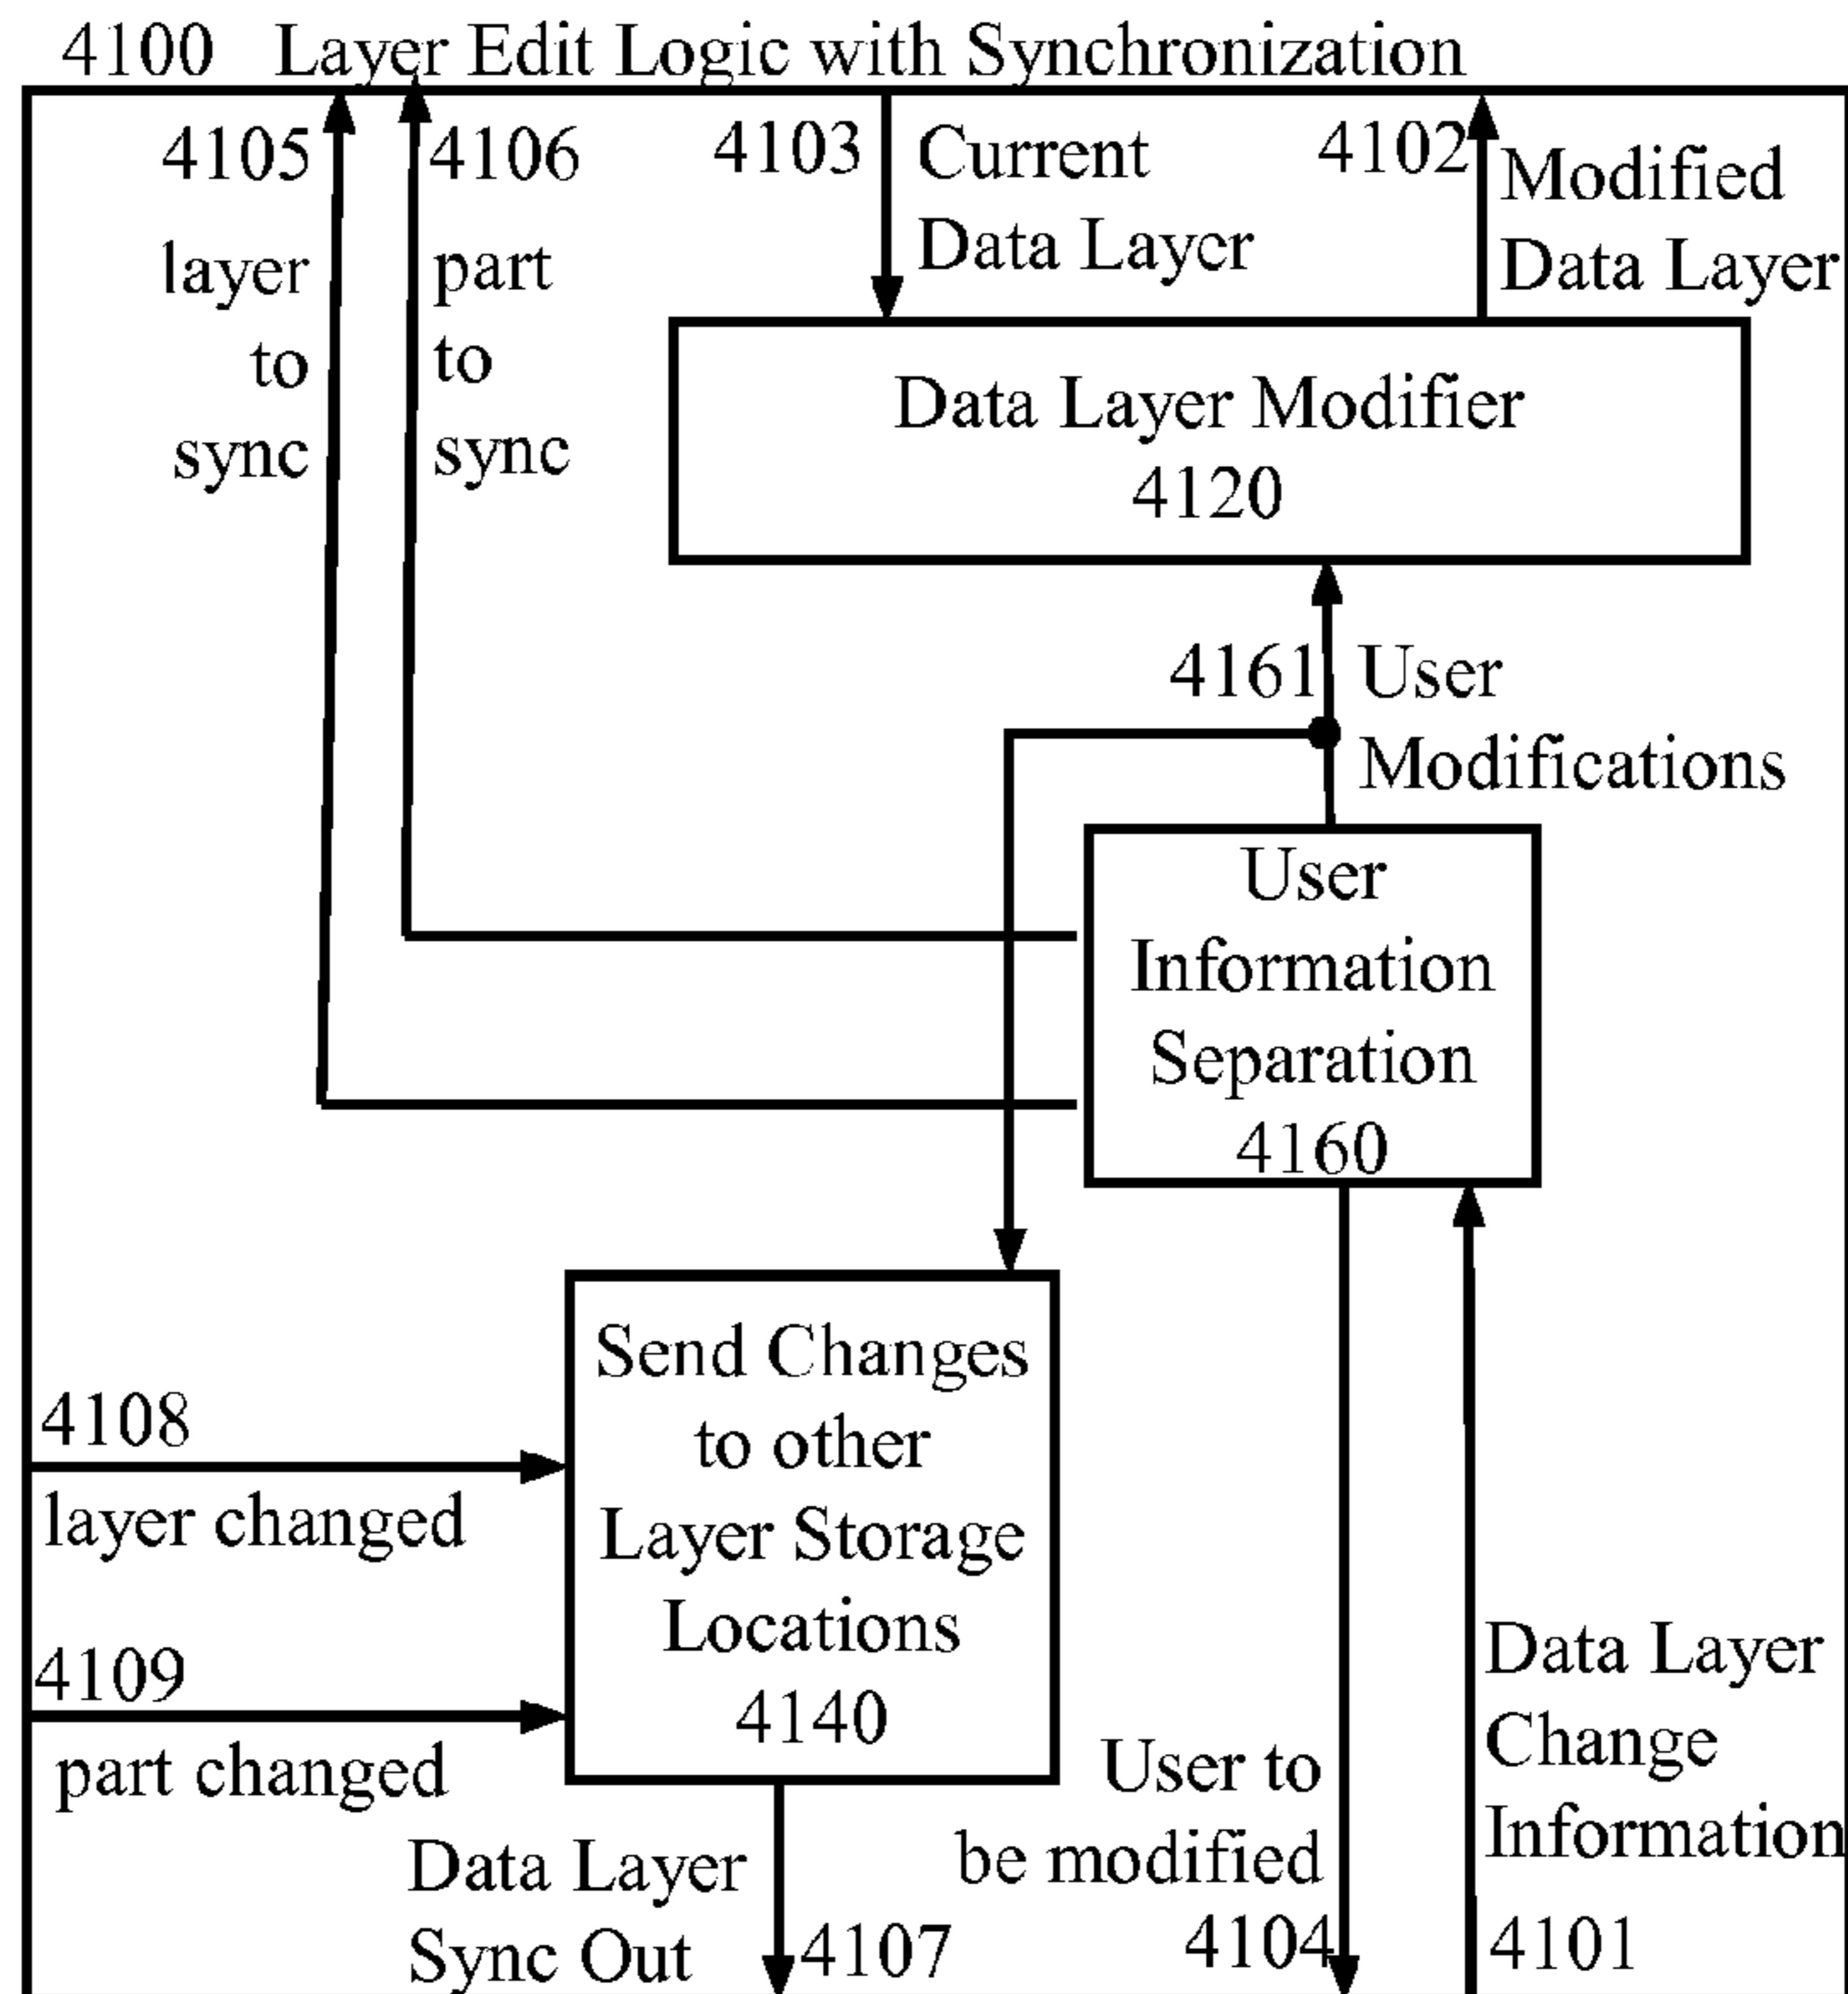 4100 Layer Edit Logic with Synchronization
4105
layer
to
sync
4106
part
to
sync
4103
Current
Data Layer
4102
Modified
Data Layer
Data Layer Modifier
4120
4161
User
Modifications
User
Information
Separation
4160
Send Changes
to other
Layer Storage
Locations
4140
4108
layer changed
4109
part changed
Data Layer
Sync Out
4107
User to
be modified
4104
Data Layer
Change
Information
4101